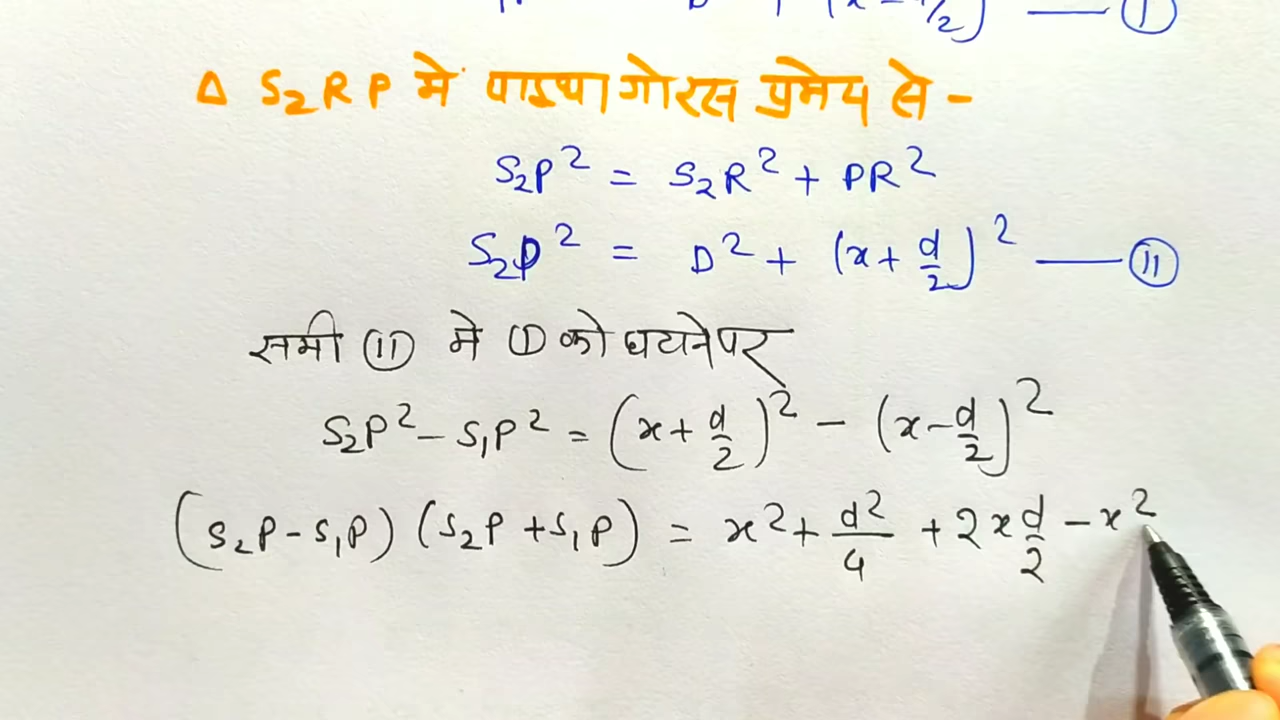 (x - d/2) —— (I)
Δ S₂RP में पाइथागोरस प्रमेय से -
S₂P² = S₂R² + PR²
S₂P² = D² + (x + d/2)² —— (II)
समी (II) में (I) को घटाने पर
S₂P² - S₁P² = (x + d/2)² - (x - d/2)²
(S₂P - S₁P) (S₂P + S₁P) = x² + d²/4 + 2x d/2 - x²